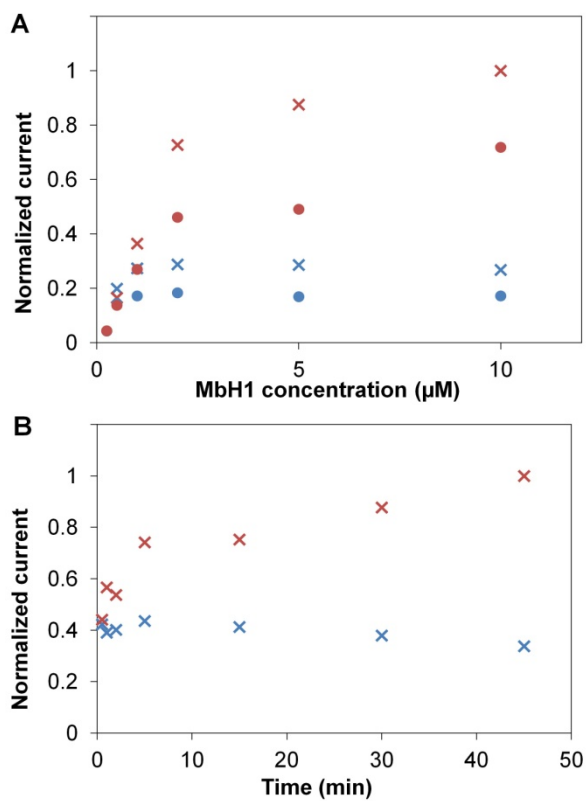 A
Normalized current
1
0.8
0.6
0.4
0.2
0
0 5 10
MbH1 concentration (µM)
B
Normalized current
1
0.8
0.6
0.4
0.2
0
0 10 20 30 40 50
Time (min)